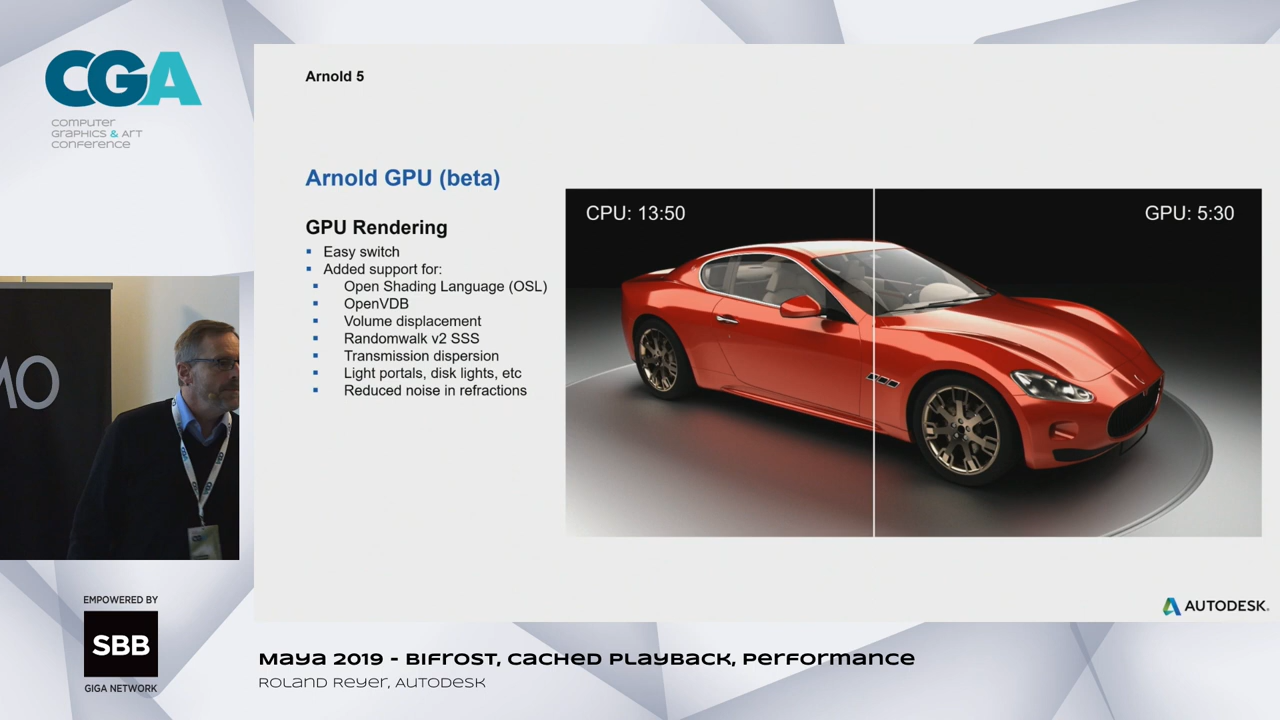 CGA
computer
graphics & art
conference
Arnold 5
Arnold GPU (beta)
GPU Rendering
Easy switch
Added support for:
Open Shading Language (OSL)
OpenVDB
Volume displacement
Randomwalk v2 SSS
Transmission dispersion
Light portals, disk lights, etc
Reduced noise in refractions
CPU: 13:50
GPU: 5:30
AUTODESK.
EMPOWERED BY
SBB
GIGA NETWORK
Maya 2019 - Bifrost, Cached Playback, Performance
Roland Reyer, Autodesk